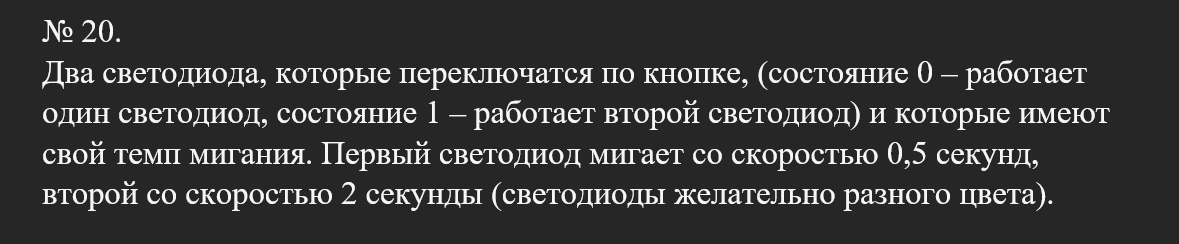 № 20.
Два светодиода, которые переключатся по кнопке, (состояние 0 – работает
один светодиод, состояние 1 – работает второй светодиод) и которые имеют
свой темп мигания. Первый светодиод мигает со скоростью 0,5 секунд,
второй со скоростью 2 секунды (светодиоды желательно разного цвета).